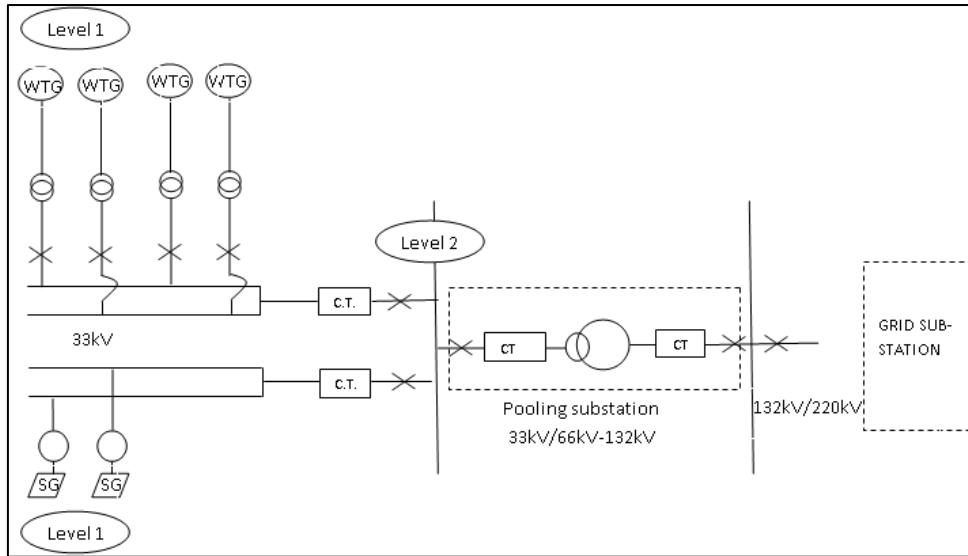 Level 1
WTG WTG WTG WTG
Level 2
C.T.
33kV
CT
CT
GRID SUB-
STATION
C.T.
Pooling substation
33kV/66kV-132kV
132kV/220kV
SG SG
Level 1